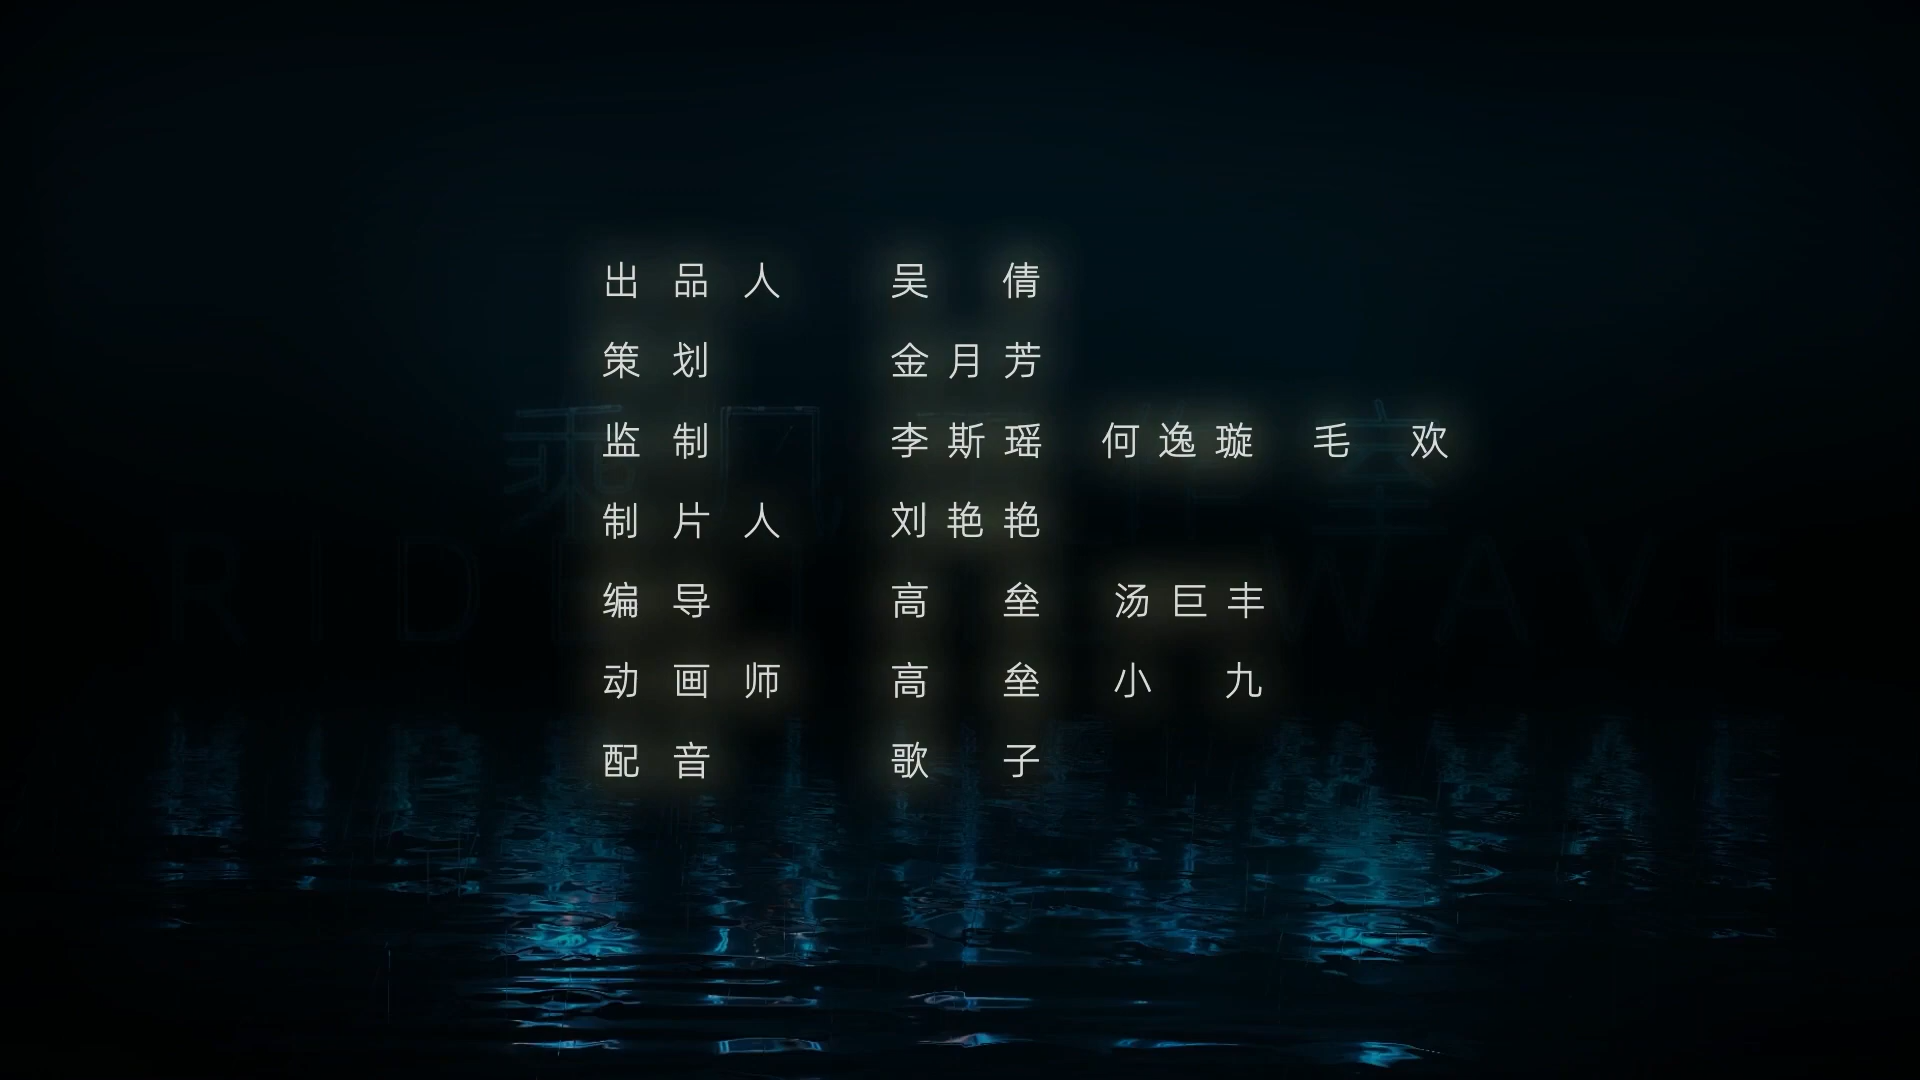 出品人 吴倩
策划 金月芳
监制 李斯瑶 何逸璇 毛欢
制片人 刘艳艳
编导 高垒 汤巨丰
动画师 高垒 小九
配音 歌子